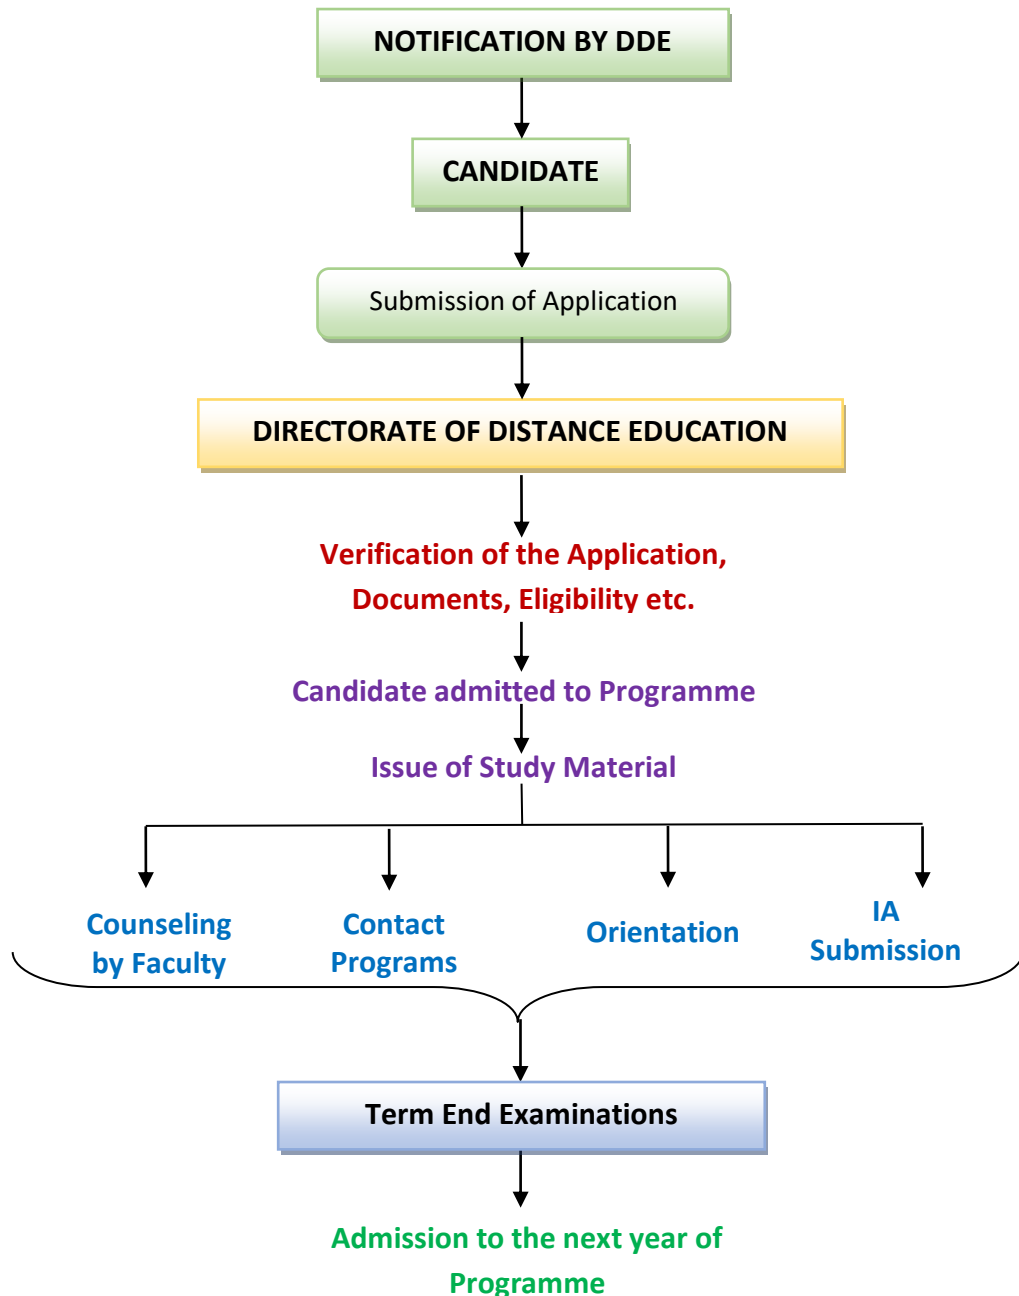 NOTIFICATION BY DDE
CANDIDATE
Submission of Application
DIRECTORATE OF DISTANCE EDUCATION
Verification of the Application,
Documents, Eligibility etc.
Candidate admitted to Programme
Issue of Study Material
Counseling
by Faculty
Contact
Programs
Orientation
IA
Submission
Term End Examinations
Admission to the next year of
Programme